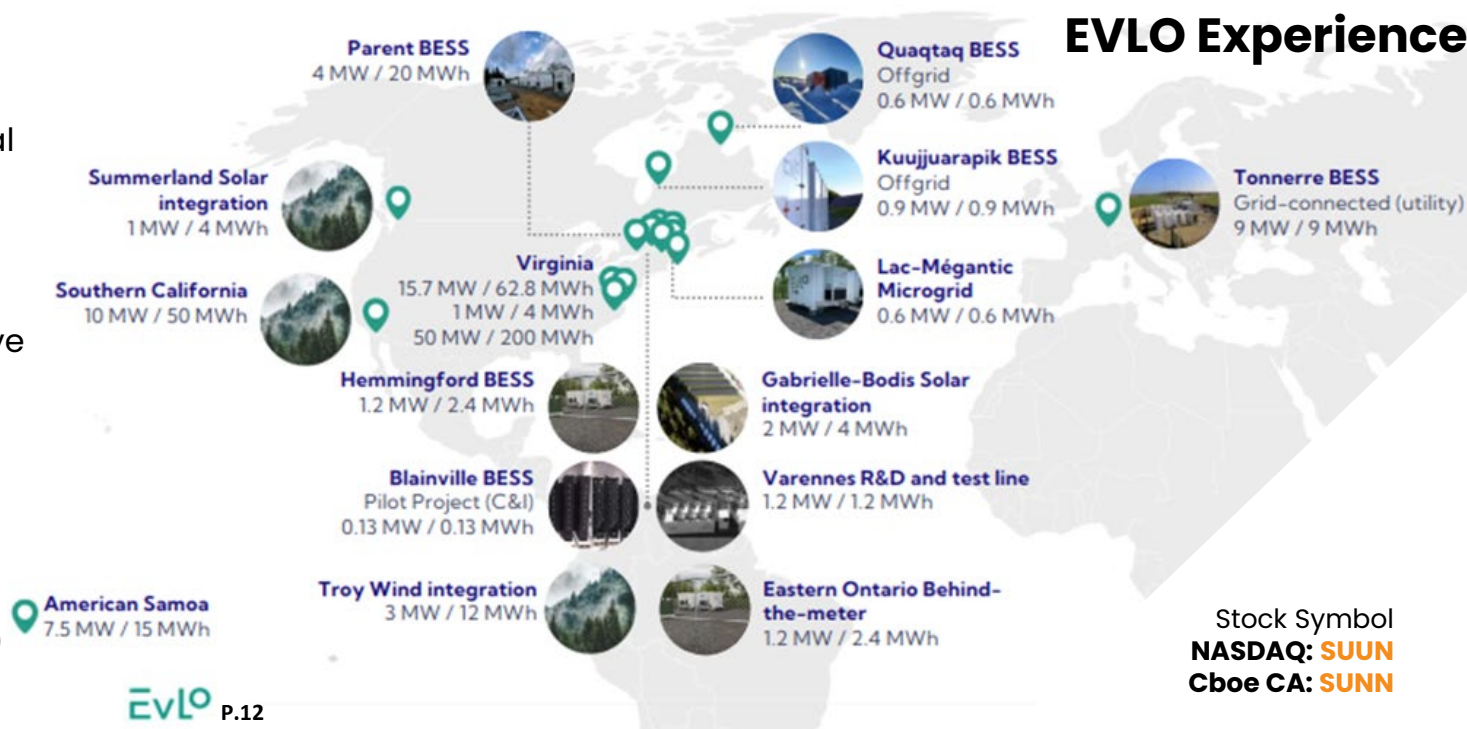 EVLO Experience
al
ve
Parent BESS
4 MW / 20 MWh
Quaqtaq BESS
Offgrid
0.6 MW / 0.6 MWh
Summerland Solar
integration
1 MW / 4 MWh
Kuujjuarapik BESS
Offgrid
0.9 MW / 0.9 MWh
Tonnerre BESS
Grid-connected (utility)
9 MW / 9 MWh
Southern California
10 MW / 50 MWh
Virginia
15.7 MW / 62.8 MWh
1 MW / 4 MWh
50 MW / 200 MWh
Lac-Mégantic
Microgrid
0.6 MW / 0.6 MWh
Hemmingford BESS
1.2 MW / 2.4 MWh
Gabrielle-Bodis Solar
integration
2 MW / 4 MWh
Blainville BESS
Pilot Project (C&I)
0.13 MW / 0.13 MWh
Varennes R&D and test line
1.2 MW / 1.2 MWh
American Samoa
7.5 MW / 15 MWh
Troy Wind integration
3 MW / 12 MWh
Eastern Ontario Behind-
the-meter
1.2 MW / 2.4 MWh
Stock Symbol
NASDAQ: SUUN
Cboe CA: SUNN
EVLO P.12